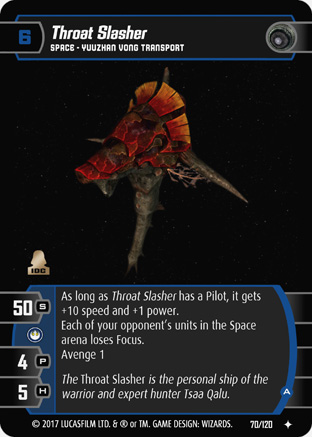 6
Throat Slasher
SPACE - YUUZHAN VONG TRANSPORT
IDC
50 S
As long as Throat Slasher has a Pilot, it gets
+10 speed and +1 power.
Each of your opponent's units in the Space
arena loses Focus.
4 P
Avenge 1
5 H
The Throat Slasher is the personal ship of the
warrior and expert hunter Tsaa Qalu.
A
© 2017 LUCASFILM LTD. & ® or TM. GAME DESIGN: WIZARDS.
70/120